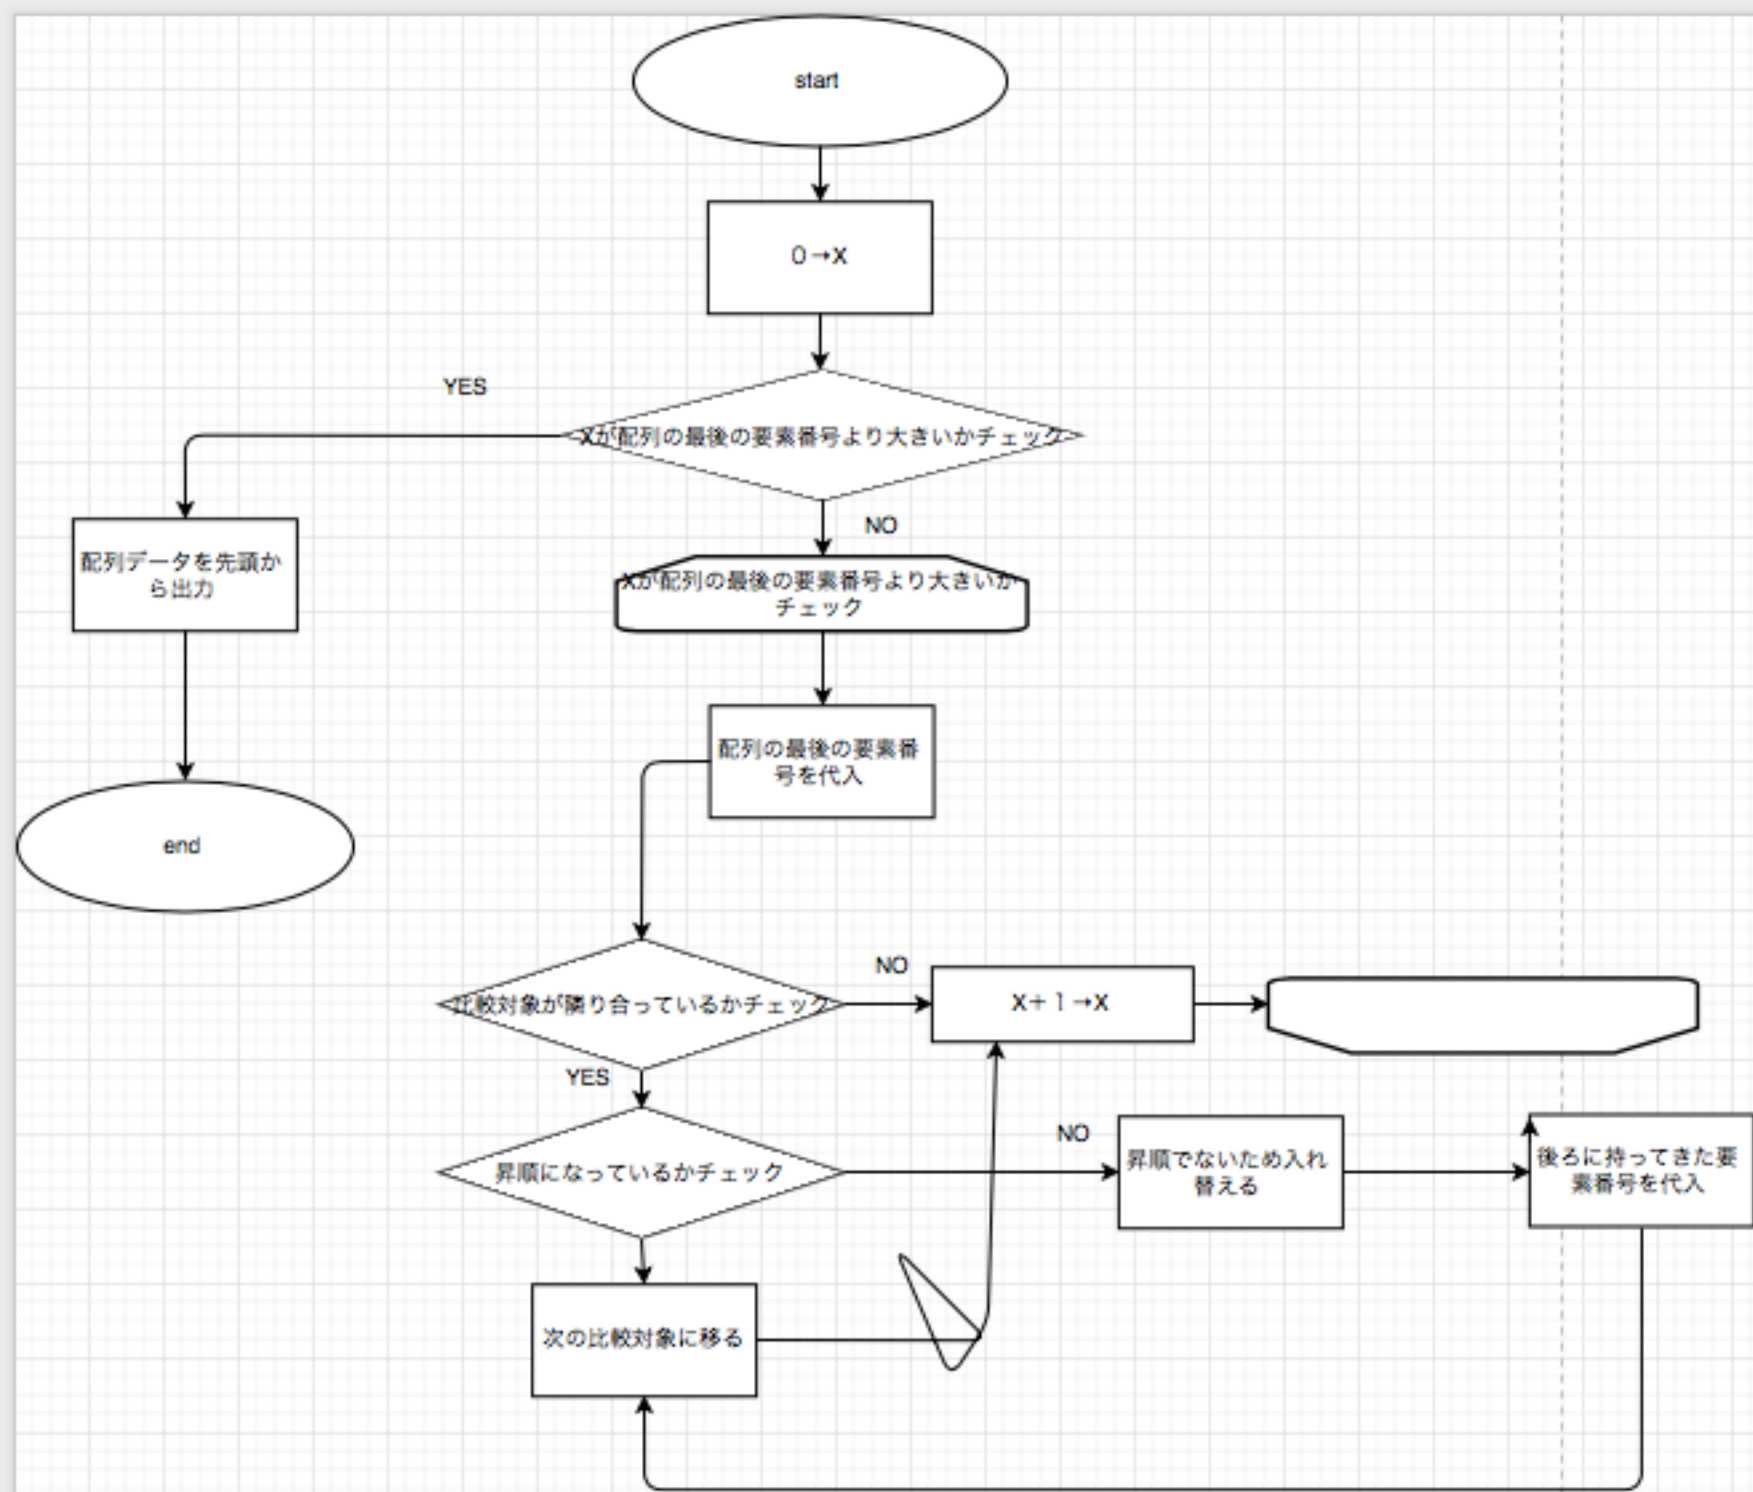 start
0→X
YES
Xが配列の最後の要素番号より大きいかチェック
NO
配列データを先頭か
ら出力
Xが配列の最後の要素番号より大きいか
チェック
配列の最後の要素番
号を代入
end
NO
比較対象が隣り合っているかチェック
X+1→X
YES
NO
昇順になっているかチェック
昇順でないため入れ
替える
後ろに持ってきた要
素番号を代入
次の比較対象に移る